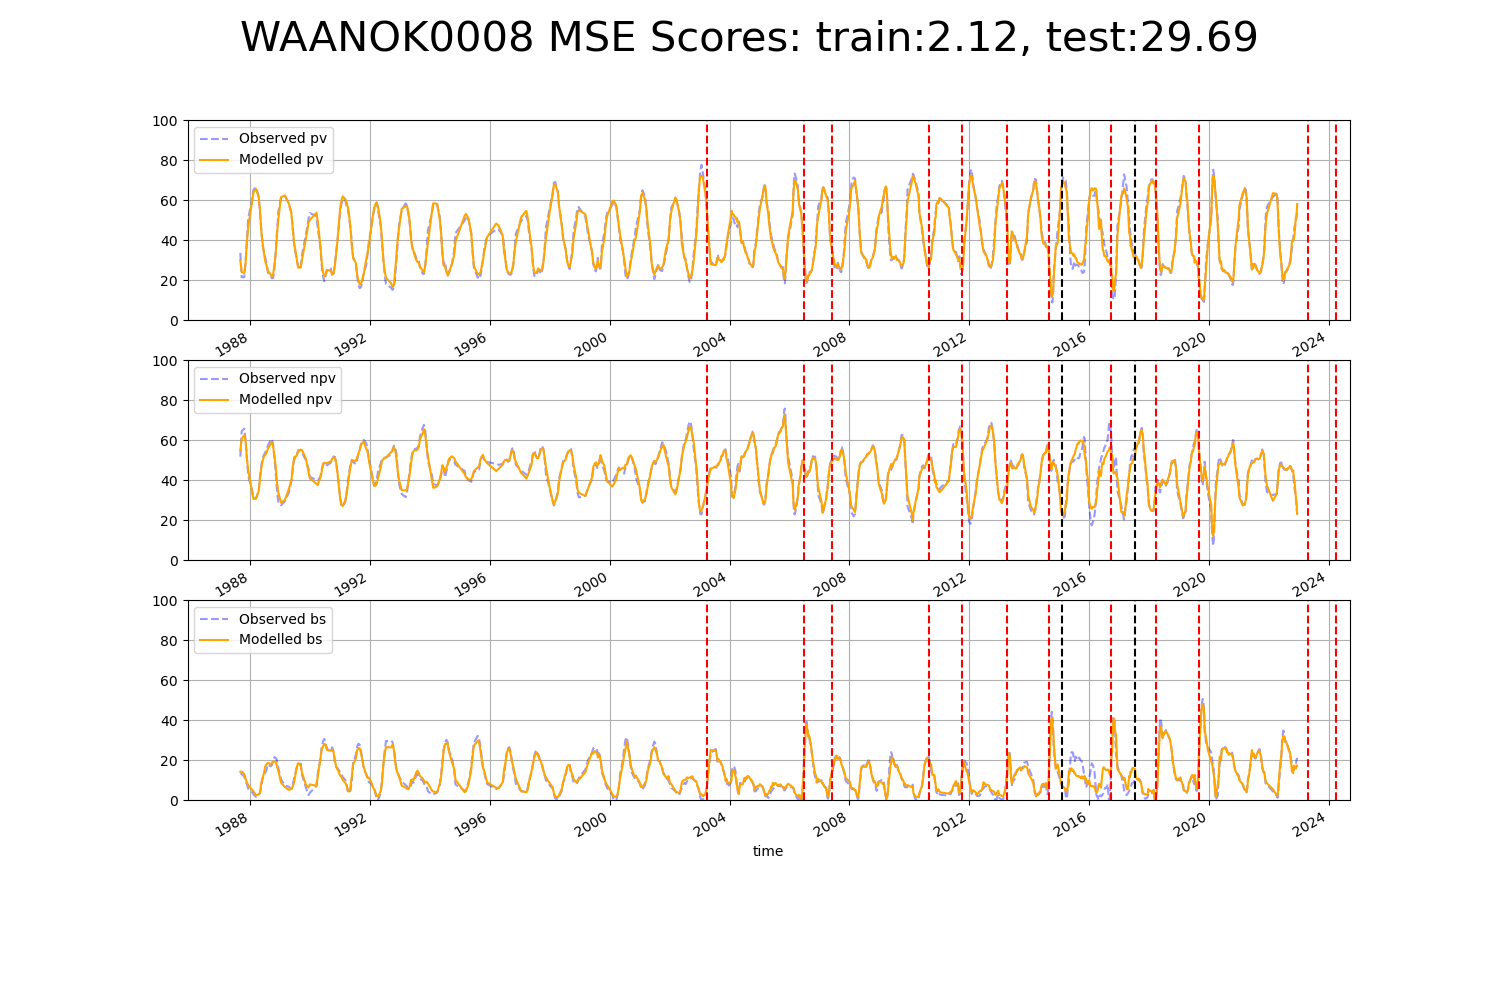 WAANOK0008 MSE Scores: train:2.12, test:29.69
100
80
60
40
20
0
Observed pv
Modelled pv
1988 1992 1996 2000 2004 2008 2012 2016 2020 2024
100
80
60
40
20
0
Observed npv
Modelled npv
1988 1992 1996 2000 2004 2008 2012 2016 2020 2024
100
80
60
40
20
0
Observed bs
Modelled bs
1988 1992 1996 2000 2004 2008 2012 2016 2020 2024
time